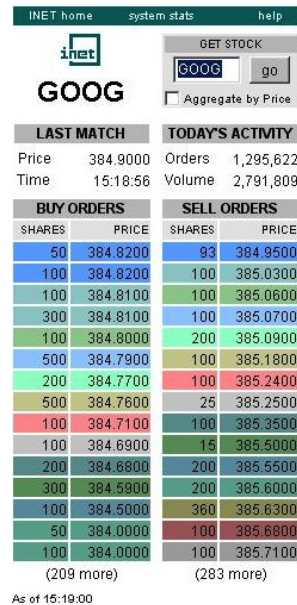 INET home system stats help
inet
GET STOCK
GOOG go
GOOG
Aggregate by Price
LAST MATCH TODAY'S ACTIVITY
Price 384.9000 Orders 1,295,622
Time 15:18:56 Volume 2,791,809
BUY ORDERS SELL ORDERS
SHARES PRICE SHARES PRICE
50 384.8200 93 384.9500
100 384.8200 100 385.0300
100 384.8100 100 385.0600
300 384.8100 100 385.0700
100 384.8000 200 385.0900
500 384.7900 100 385.1800
200 384.7700 100 385.2400
500 384.7600 25 385.2500
100 384.7100 100 385.3500
100 384.6900 15 385.5000
200 384.6800 200 385.5500
300 384.5900 200 385.6000
100 384.5000 360 385.6300
50 384.0000 100 385.6800
100 384.0000 100 385.7100
(209 more) (283 more)
As of 15:19:00